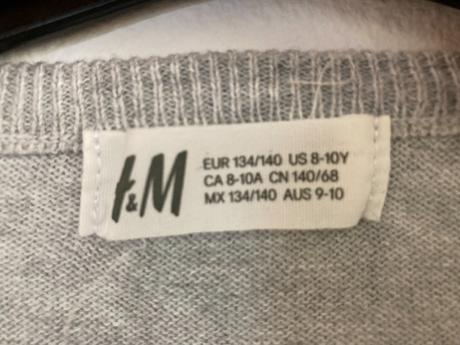 H&M
EUR 134/140 US 8-10Y
CA 8-10A CN 140/68
MX 134/140 AUS 9-10